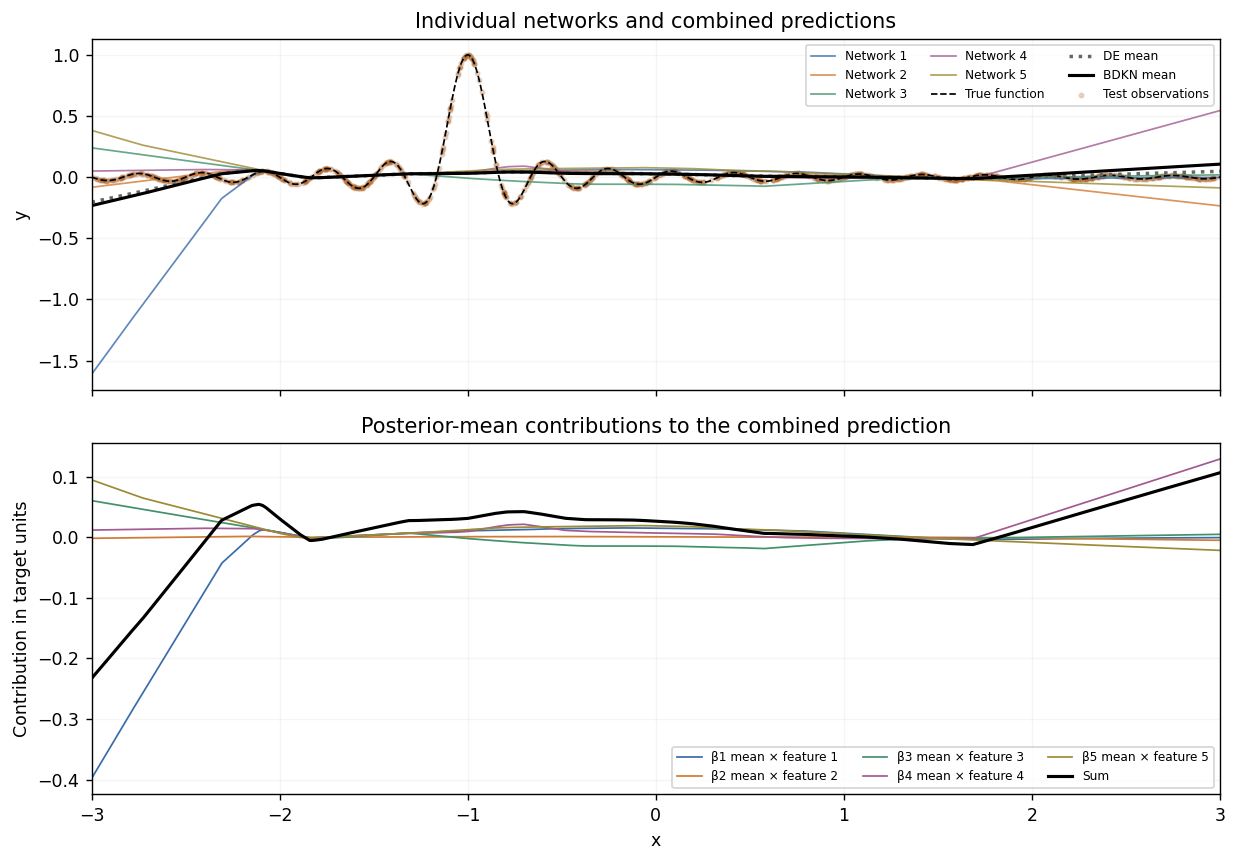 Individual networks and combined predictions
1.0
0.5
0.0
−0.5
−1.0
−1.5
y
Network 1
Network 2
Network 3
Network 4
Network 5
True function
DE mean
BDKN mean
Test observations
Posterior-mean contributions to the combined prediction
0.1
0.0
−0.1
−0.2
−0.3
−0.4
Contribution in target units
β1 mean × feature 1
β2 mean × feature 2
β3 mean × feature 3
β4 mean × feature 4
β5 mean × feature 5
Sum
−3
−2
−1
0
1
2
3
x